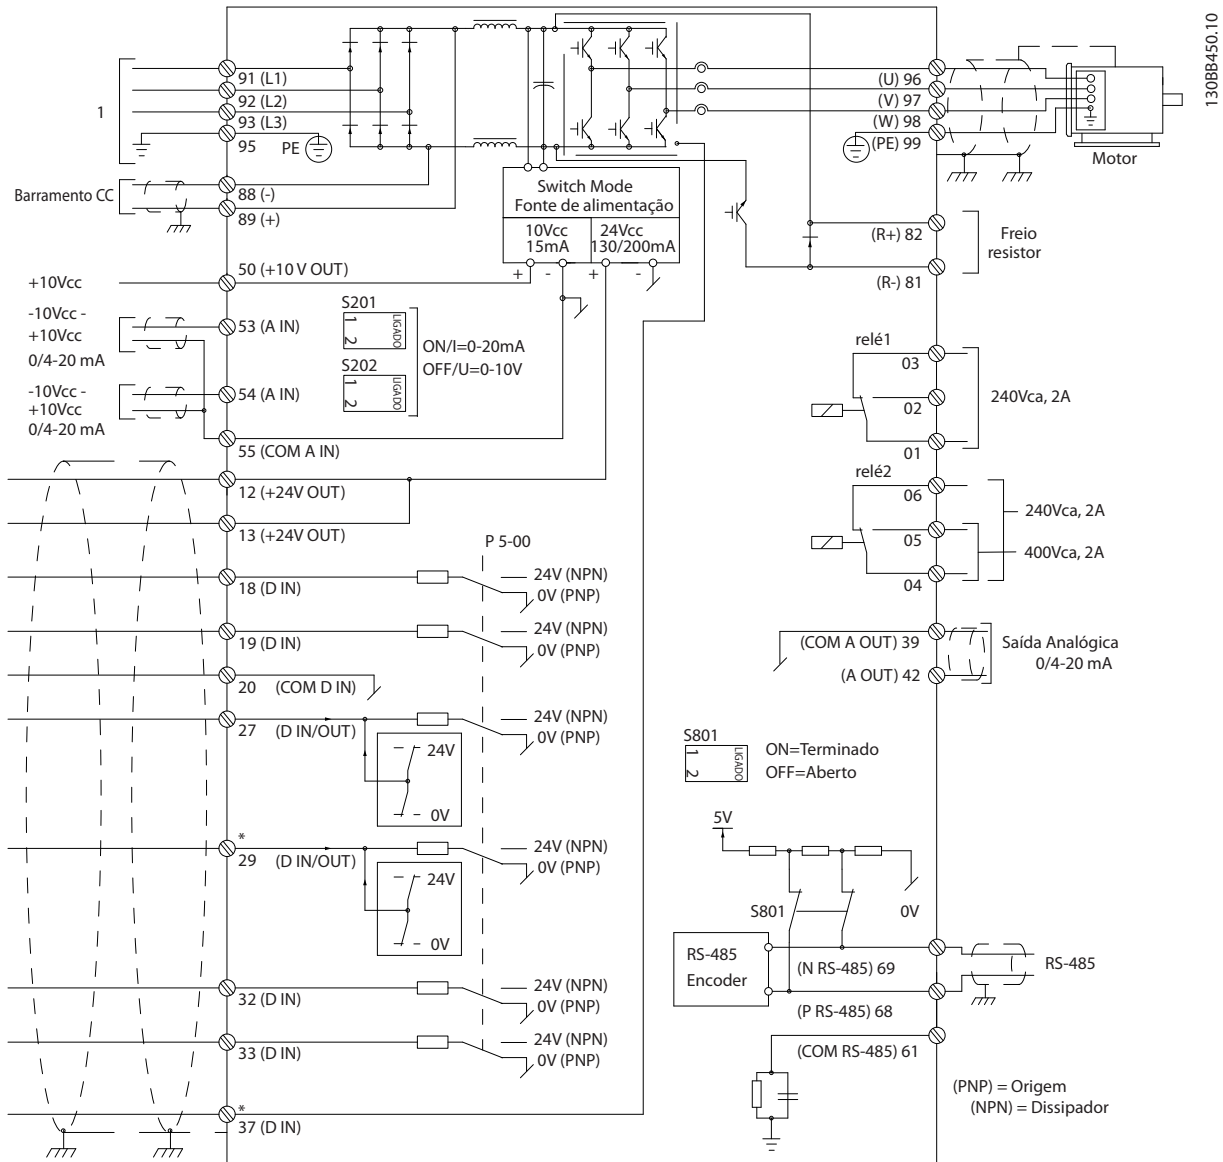 130BB450.10
1
91 (L1)
92 (L2)
93 (L3)
95
PE
(U) 96
(V) 97
(W) 98
(PE) 99
Motor
Barramento CC
88 (-)
89 (+)
Switch Mode
Fonte de alimentação
10Vcc
15mA
24Vcc
130/200mA
+
-
+
-
(R+) 82
(R-) 81
Freio
resistor
+10Vcc
50 (+10 V OUT)
-10Vcc -
+10Vcc
0/4-20 mA
53 (A IN)
S201
1
2
LIGADO
ON/I=0-20mA
OFF/U=0-10V
S202
1
2
LIGADO
-10Vcc -
+10Vcc
0/4-20 mA
54 (A IN)
55 (COM A IN)
12 (+24V OUT)
13 (+24V OUT)
relé1
03
02
01
240Vca, 2A
relé2
06
05
04
240Vca, 2A
400Vca, 2A
P 5-00
18 (D IN)
24V (NPN)
0V (PNP)
19 (D IN)
24V (NPN)
0V (PNP)
20
(COM D IN)
27
(D IN/OUT)
24V (NPN)
0V (PNP)
24V
0V
*
29
(D IN/OUT)
24V (NPN)
0V (PNP)
24V
0V
32 (D IN)
24V (NPN)
0V (PNP)
33 (D IN)
24V (NPN)
0V (PNP)
*
37 (D IN)
(COM A OUT) 39
(A OUT) 42
Saída Analógica
0/4-20 mA
S801
1
2
LIGADO
ON=Terminado
OFF=Aberto
5V
S801
0V
RS-485
Encoder
(N RS-485) 69
(P RS-485) 68
RS-485
(COM RS-485) 61
(PNP) = Origem
(NPN) = Dissipador